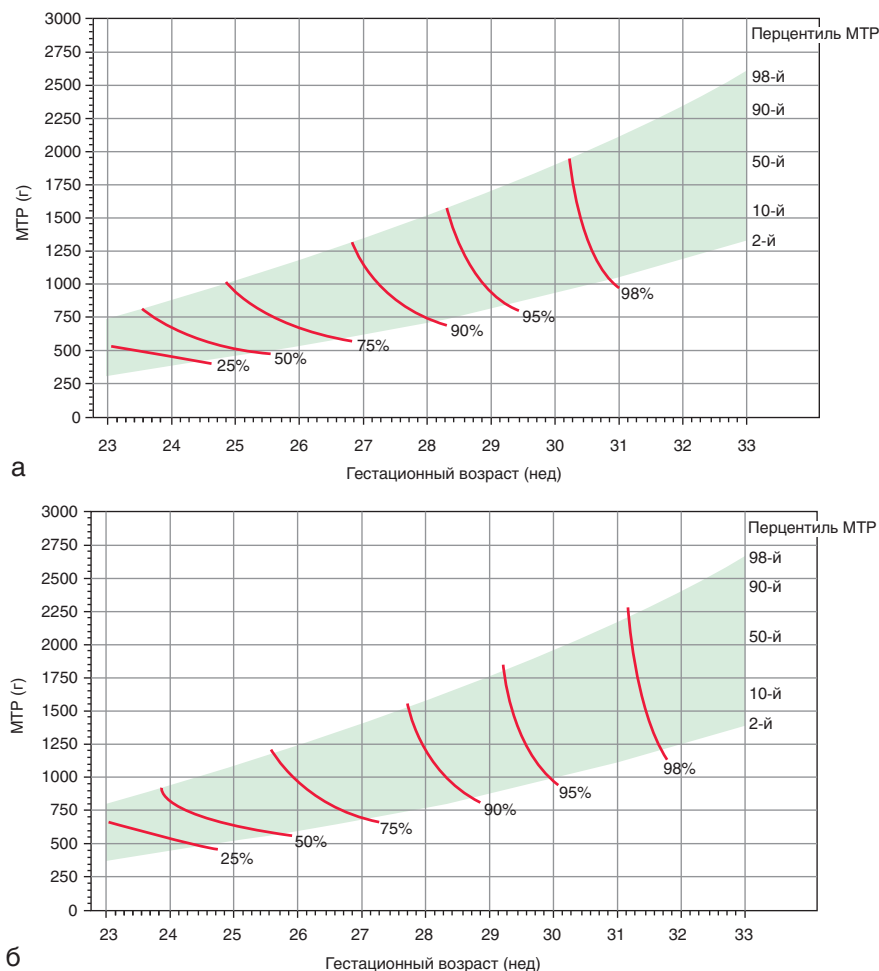 3000
Перцентиль МТР
2750
98-й
2500
90-й
2250
2000
50-й
1750
1500
10-й
1250
2-й
1000
98%
750
95%
90%
500
75%
50%
250
25%
0
МТР (г)
23 24 25 26 27 28 29 30 31 32 33
а
Гестационный возраст (нед)
3000
Перцентиль МТР
2750
98-й
2500
90-й
2250
2000
50-й
1750
10-й
1500
2-й
1250
1000
98%
95%
750
90%
75%
500
50%
25%
250
0
МТР (г)
23 24 25 26 27 28 29 30 31 32 33
б
Гестационный возраст (нед)